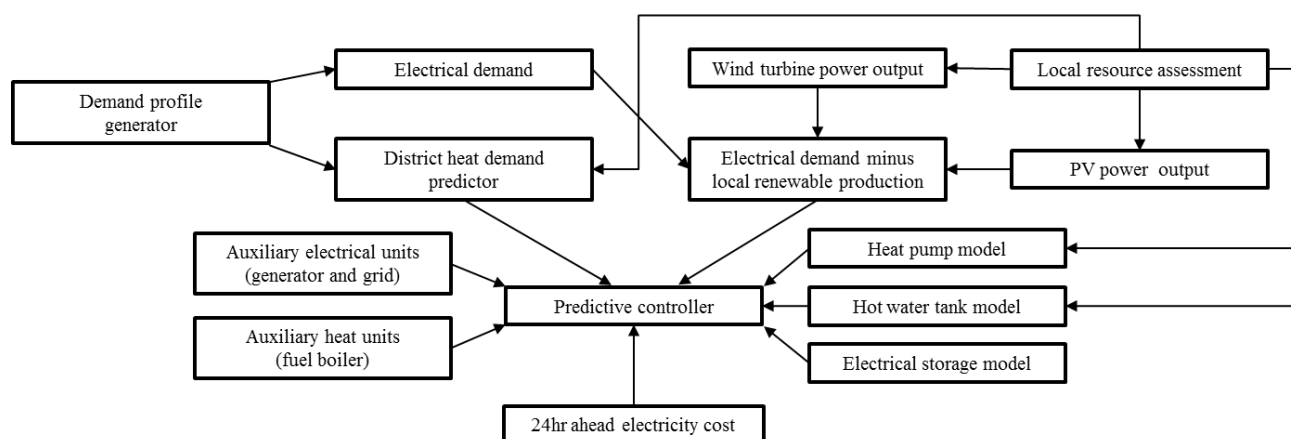 Electrical demand
Wind turbine power output
Local resource assessment
Demand profile
generator
District heat demand
predictor
Electrical demand minus
local renewable production
PV power output
Auxiliary electrical units
(generator and grid)
Heat pump model
Predictive controller
Hot water tank model
Auxiliary heat units
(fuel boiler)
Electrical storage model
24hr ahead electricity cost